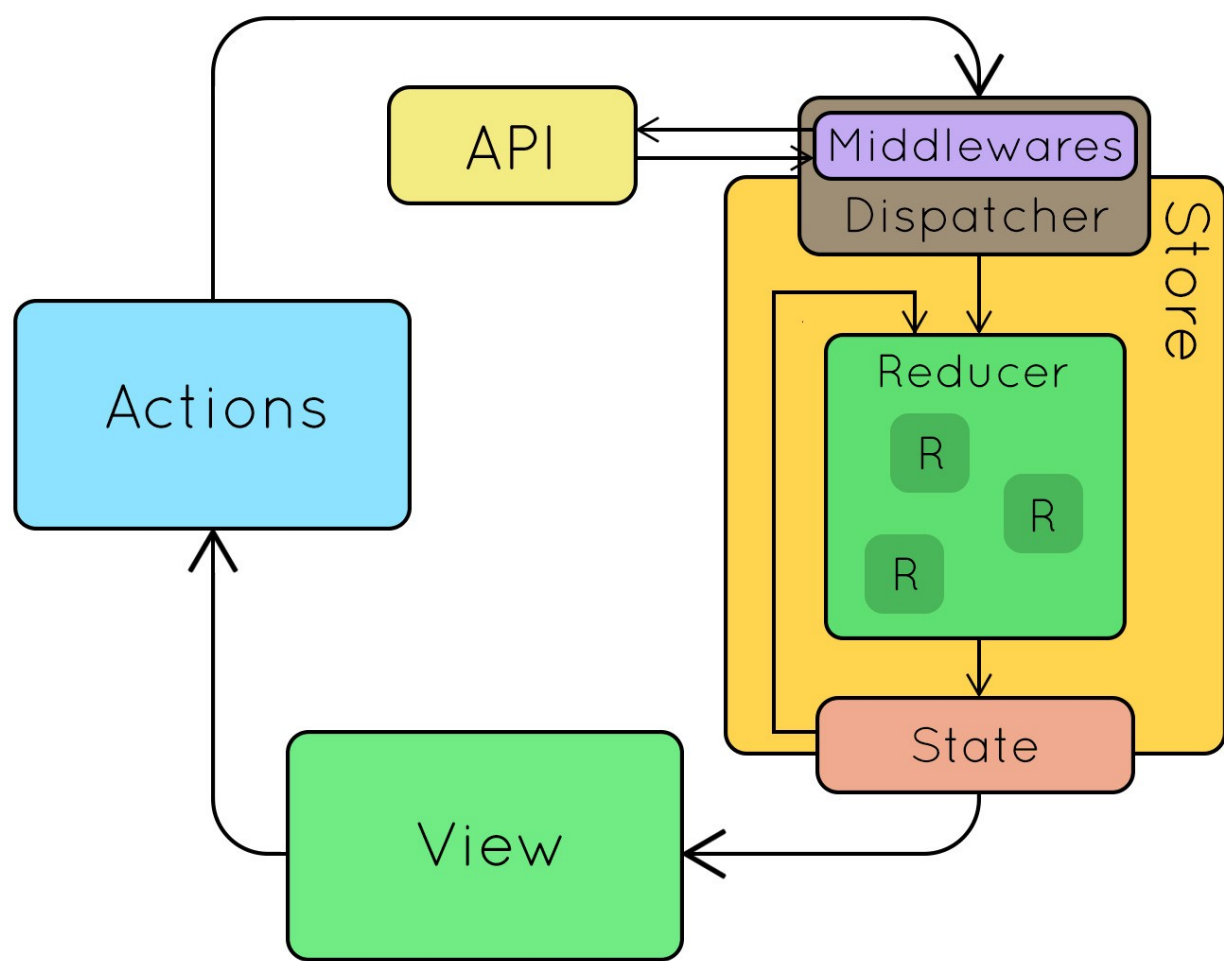 API
Middlewares
Dispatcher
Store
Actions
Reducer
R
R
R
State
View